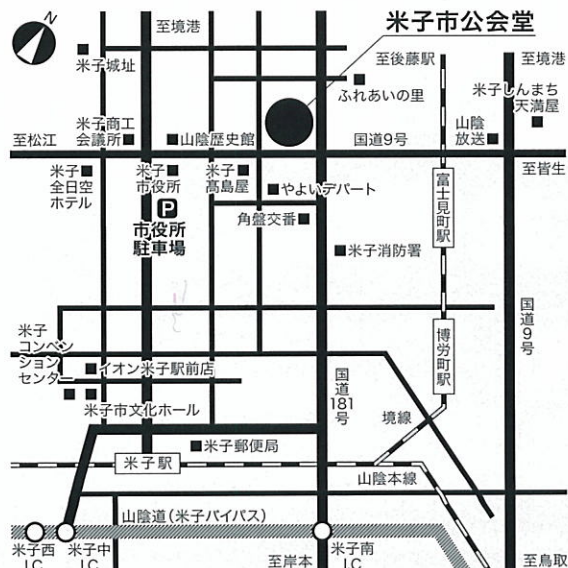 N
至境港
米子市公会堂
米子城址
至後藤駅
至境港
ふれあいの里
米子しんまち
天満屋
米子商工
会議所
山陰歴史館
国道9号
山陰
放送
至松江
至皆生
米子
全日空
ホテル
米子
市役所
米子
髙島屋
やよいデパート
P
市役所
駐車場
角盤交番
富士見町駅
米子消防署
米子
コンベン
ション
センター
イオン米子駅前店
国道181号
博労町駅
国道9号
米子市文化ホール
境線
米子郵便局
米子駅
山陰本線
山陰道(米子バイパス)
米子西
I.C
米子中
I.C
至岸本
米子南
I.C
至鳥取